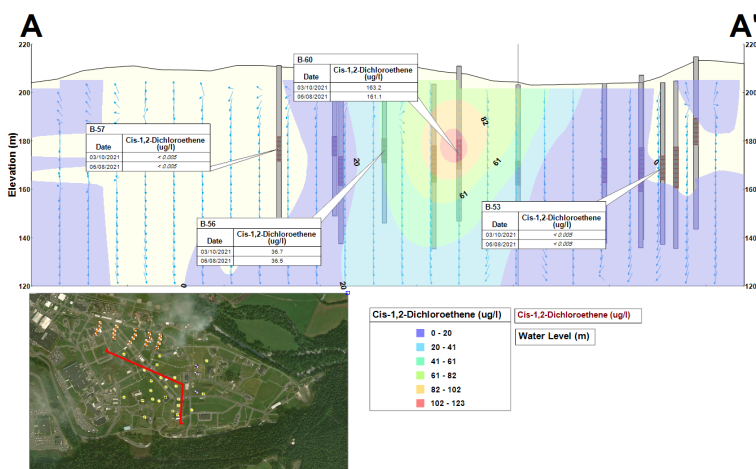 A
A'
220
200
180
160
140
120
Elevation (m)
220
200
180
160
140
120
B-60
Date Cis-1,2-Dichloroethene (ug/l)
03/10/2021 163.2
06/08/2021 161.1
B-57
Date Cis-1,2-Dichloroethene (ug/l)
03/10/2021 < 0.005
06/08/2021 < 0.005
B-56
Date Cis-1,2-Dichloroethene (ug/l)
03/10/2021 36.7
06/08/2021 36.5
B-53
Date Cis-1,2-Dichloroethene (ug/l)
03/10/2021 < 0.005
06/08/2021 < 0.005
82
61
61
20
0
0
20
Cis-1,2-Dichloroethene (ug/l)
0 - 20
20 - 41
41 - 61
61 - 82
82 - 102
102 - 123
Cis-1,2-Dichloroethene (ug/l)
Water Level (m)